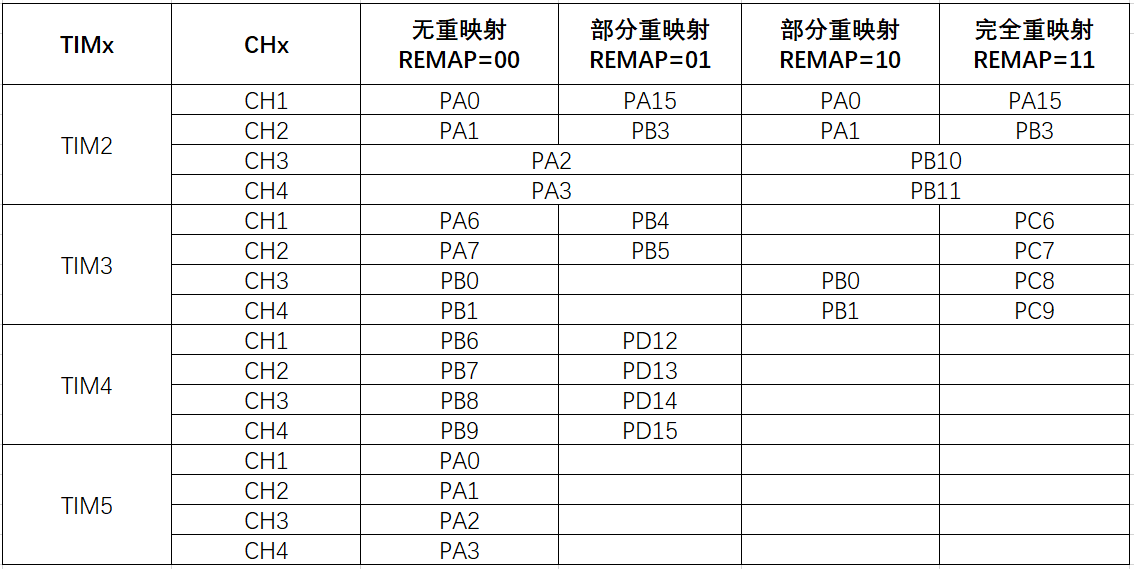 TIMx CHx 无重映射 REMAP=00 部分重映射 REMAP=01 部分重映射 REMAP=10 完全重映射 REMAP=11
TIM2 CH1 PA0 PA15 PA0 PA15
CH2 PA1 PB3 PA1 PB3
CH3 PA2 PB10
CH4 PA3 PB11
TIM3 CH1 PA6 PB4 PC6
CH2 PA7 PB5 PC7
CH3 PB0 PB0 PC8
CH4 PB1 PB1 PC9
TIM4 CH1 PB6 PD12
CH2 PB7 PD13
CH3 PB8 PD14
CH4 PB9 PD15
TIM5 CH1 PA0
CH2 PA1
CH3 PA2
CH4 PA3